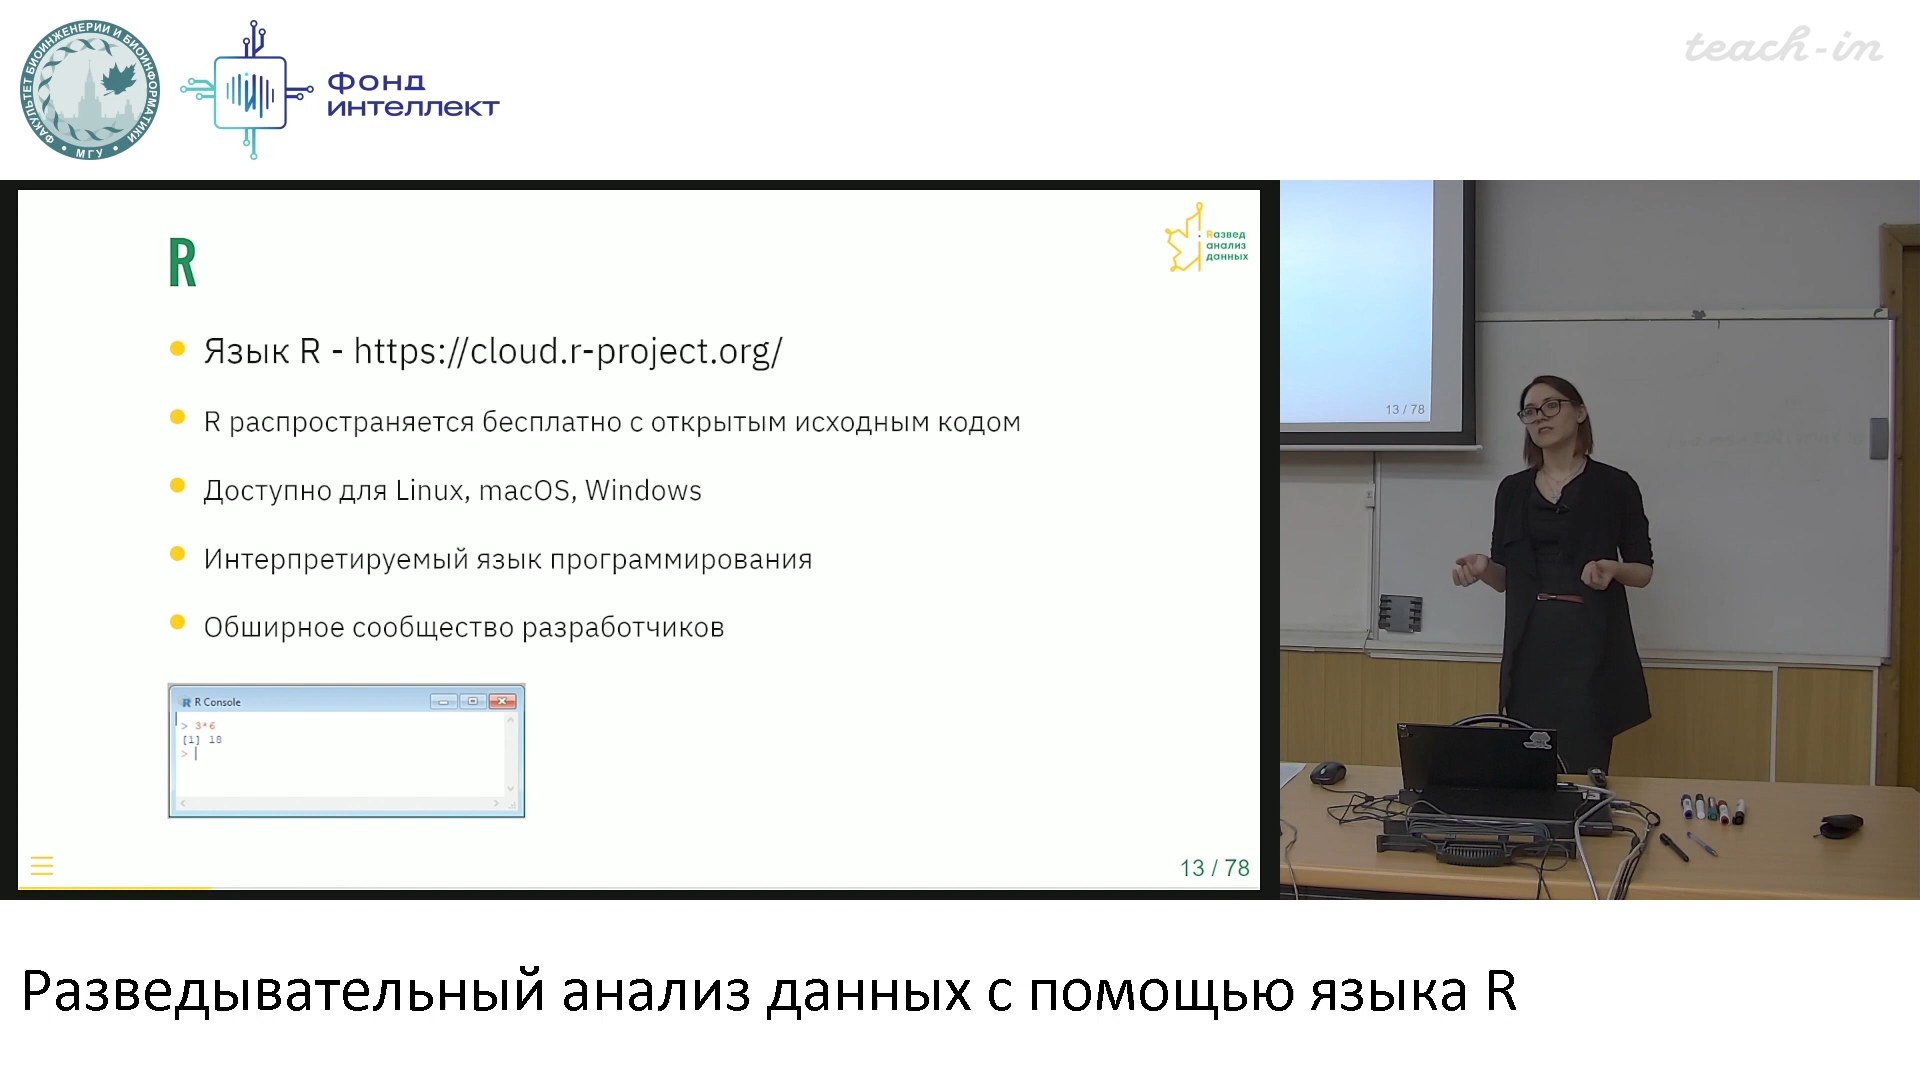 ФАКУЛЬТЕТ БИОИНЖЕНЕРИИ И БИОИНФОРМАТИКИ
МГУ
ФОНД
ИНТЕЛЛЕКТ
teach-in
R
Rазвед
анализ
данных
Язык R - https://cloud.r-project.org/
R распространяется бесплатно с открытым исходным кодом
Доступно для Linux, macOS, Windows
Интерпретируемый язык программирования
Обширное сообщество разработчиков
R Console
> 3*6
[1] 18
>
13 / 78
13 / 78
Разведывательный анализ данных с помощью языка R